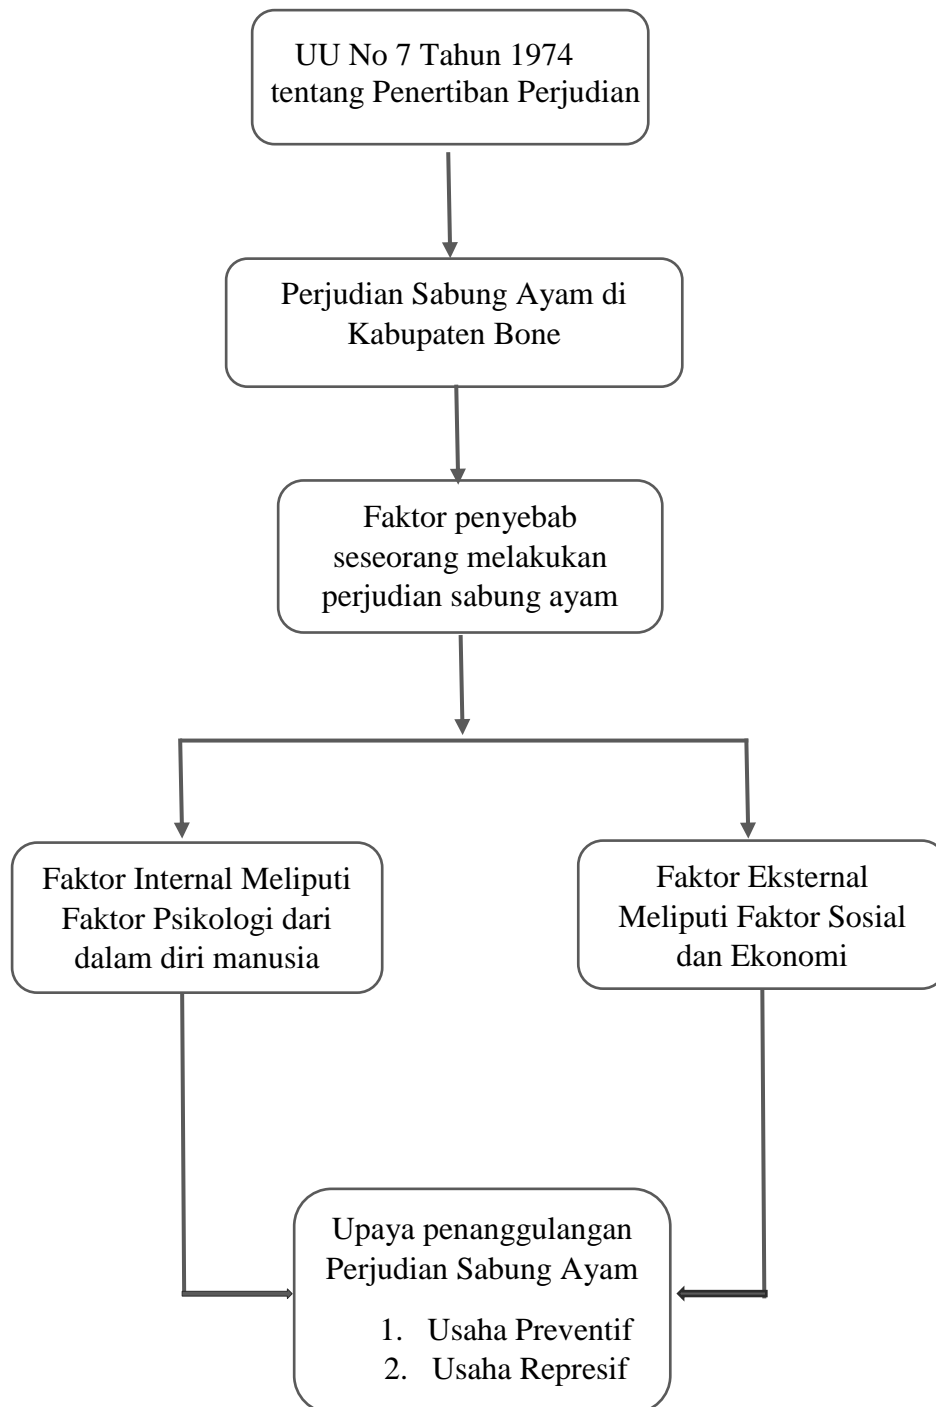 UU No 7 Tahun 1974
tentang Penertiban Perjudian
Perjudian Sabung Ayam di
Kabupaten Bone
Faktor penyebab
seseorang melakukan
perjudian sabung ayam
Faktor Internal Meliputi
Faktor Psikologi dari
dalam diri manusia
Faktor Eksternal
Meliputi Faktor Sosial
dan Ekonomi
Upaya penanggulangan
Perjudian Sabung Ayam
1. Usaha Preventif
2. Usaha Represif